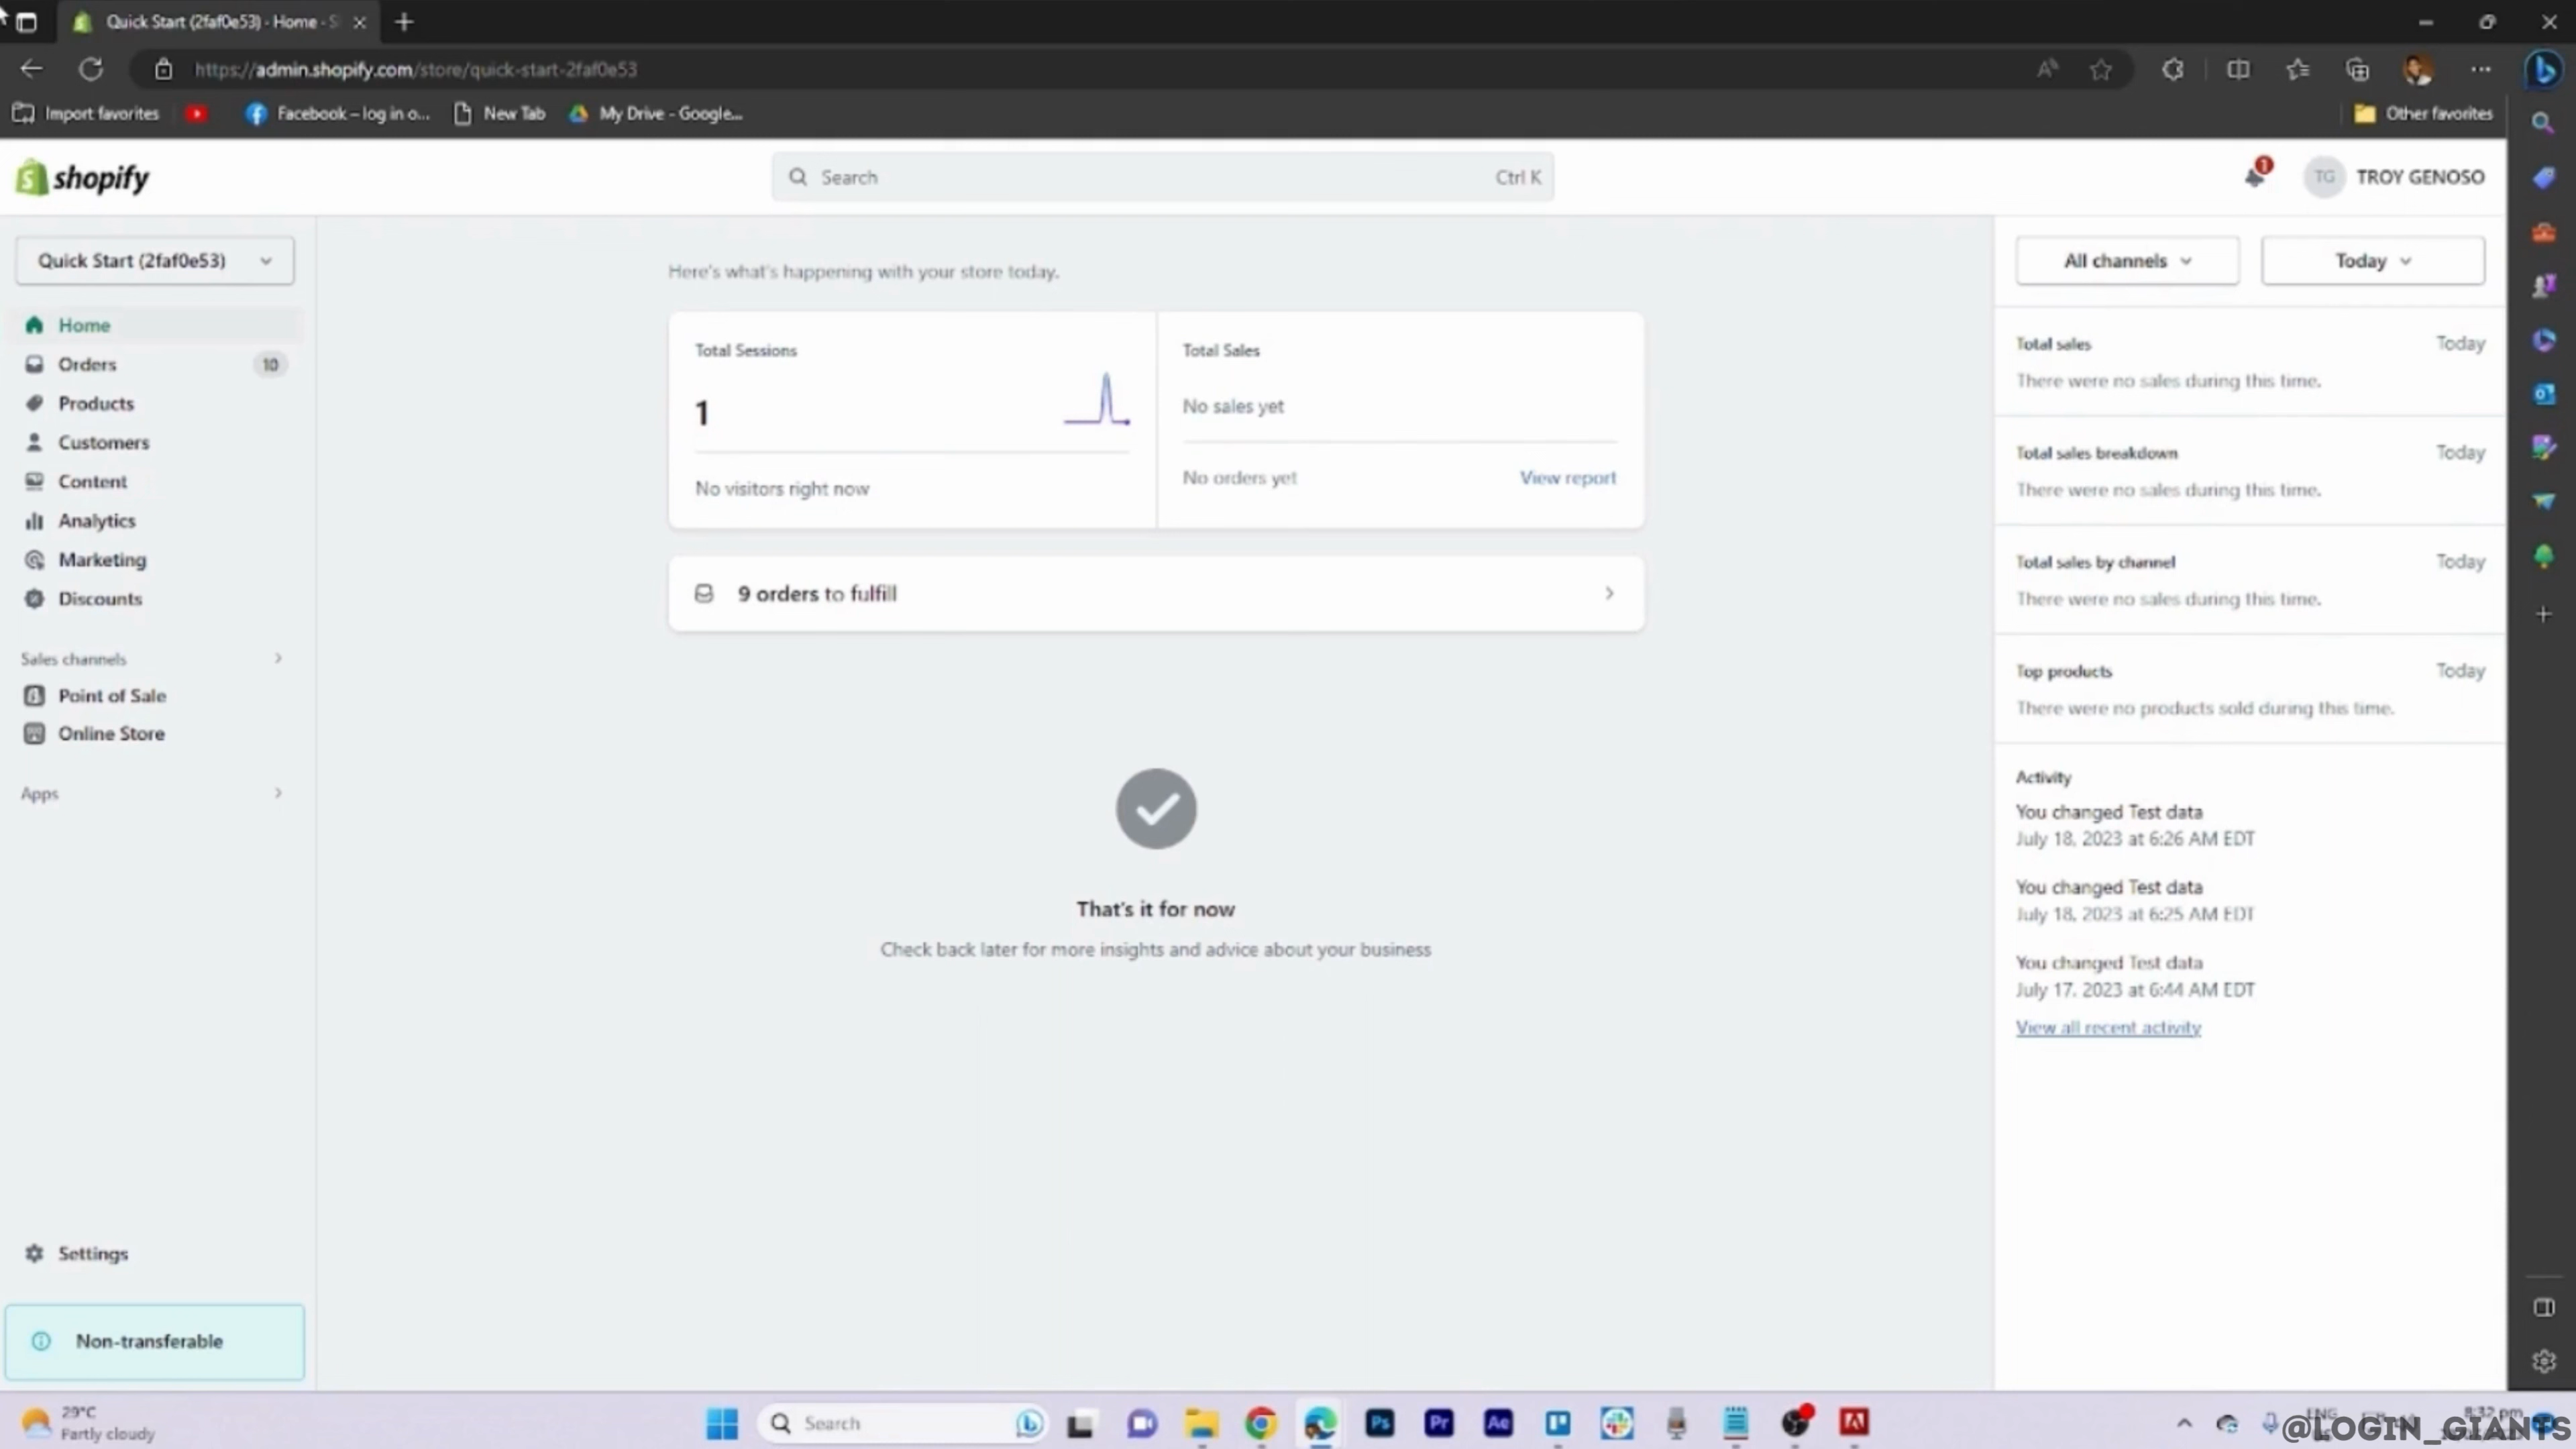 Quick Start (2faf0e53) - Home - S
https://admin.shopify.com/store/quick-start-2faf0e53
Import favorites
Facebook – log in o...
New Tab
My Drive - Google...
Other favorites
shopify
Search
Ctrl K
1
TG
TROY GENOSO
Quick Start (2faf0e53)
Home
Orders
10
Products
Customers
Content
Analytics
Marketing
Discounts
Sales channels
Point of Sale
Online Store
Apps
Settings
Non-transferable
Here's what's happening with your store today.
Total Sessions
1
No visitors right now
Total Sales
No sales yet
No orders yet
View report
9 orders to fulfill
That's it for now
Check back later for more insights and advice about your business
All channels
Today
Total sales
Today
There were no sales during this time.
Total sales breakdown
Today
There were no sales during this time.
Total sales by channel
Today
There were no sales during this time.
Top products
Today
There were no products sold during this time.
Activity
You changed Test data
July 18, 2023 at 6:26 AM EDT
You changed Test data
July 18, 2023 at 6:25 AM EDT
You changed Test data
July 17, 2023 at 6:44 AM EDT
View all recent activity
29°C
Partly cloudy
Search
Ps
Pr
Ae
ENG
8:32 pm
@LOGIN_GIANTS